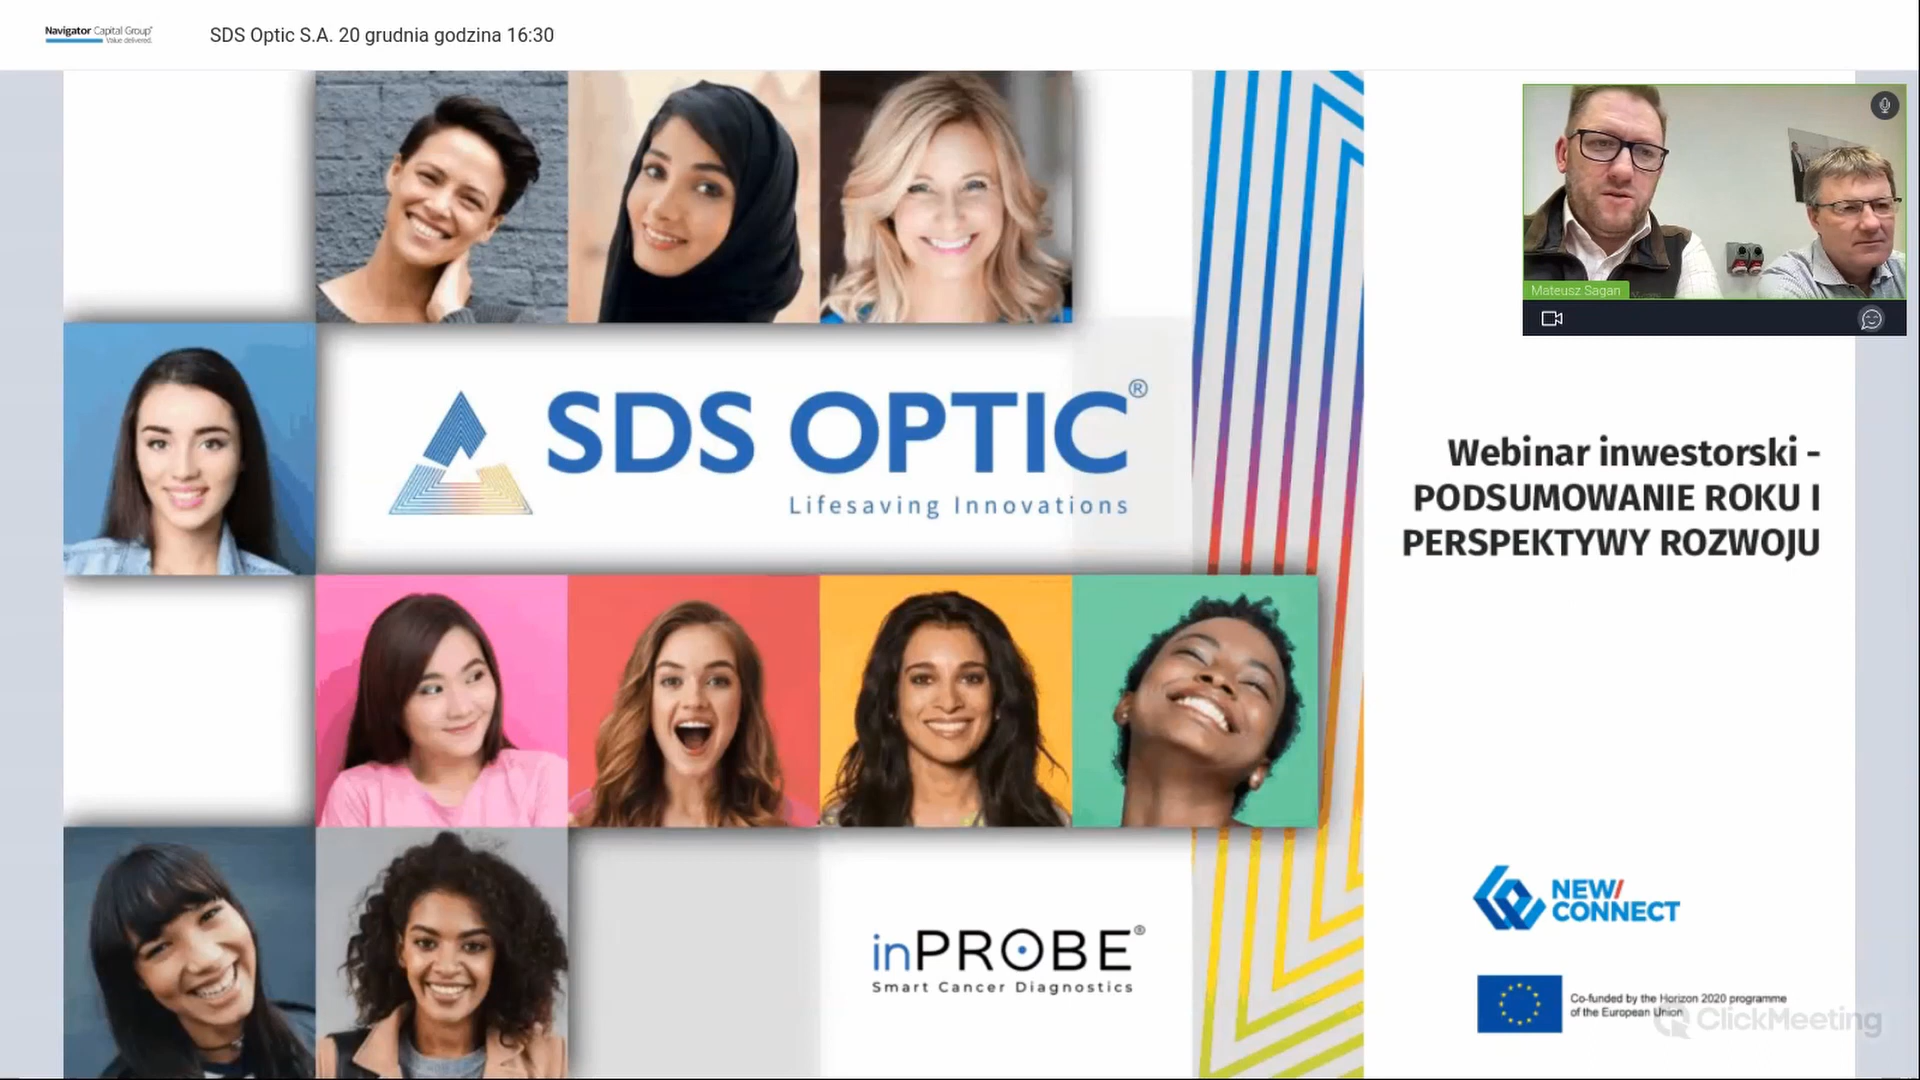 Navigator Capital Group
Value delivered.
SDS Optic S.A. 20 grudnia godzina 16:30
Mateusz Sagan
SDS OPTIC®
Lifesaving Innovations
Webinar inwestorski -
PODSUMOWANIE ROKU I
PERSPEKTYWY ROZWOJU
NEW/
CONNECT
inPROBE®
Smart Cancer Diagnostics
Co-funded by the Horizon 2020 programme
of the European Union
ClickMeeting